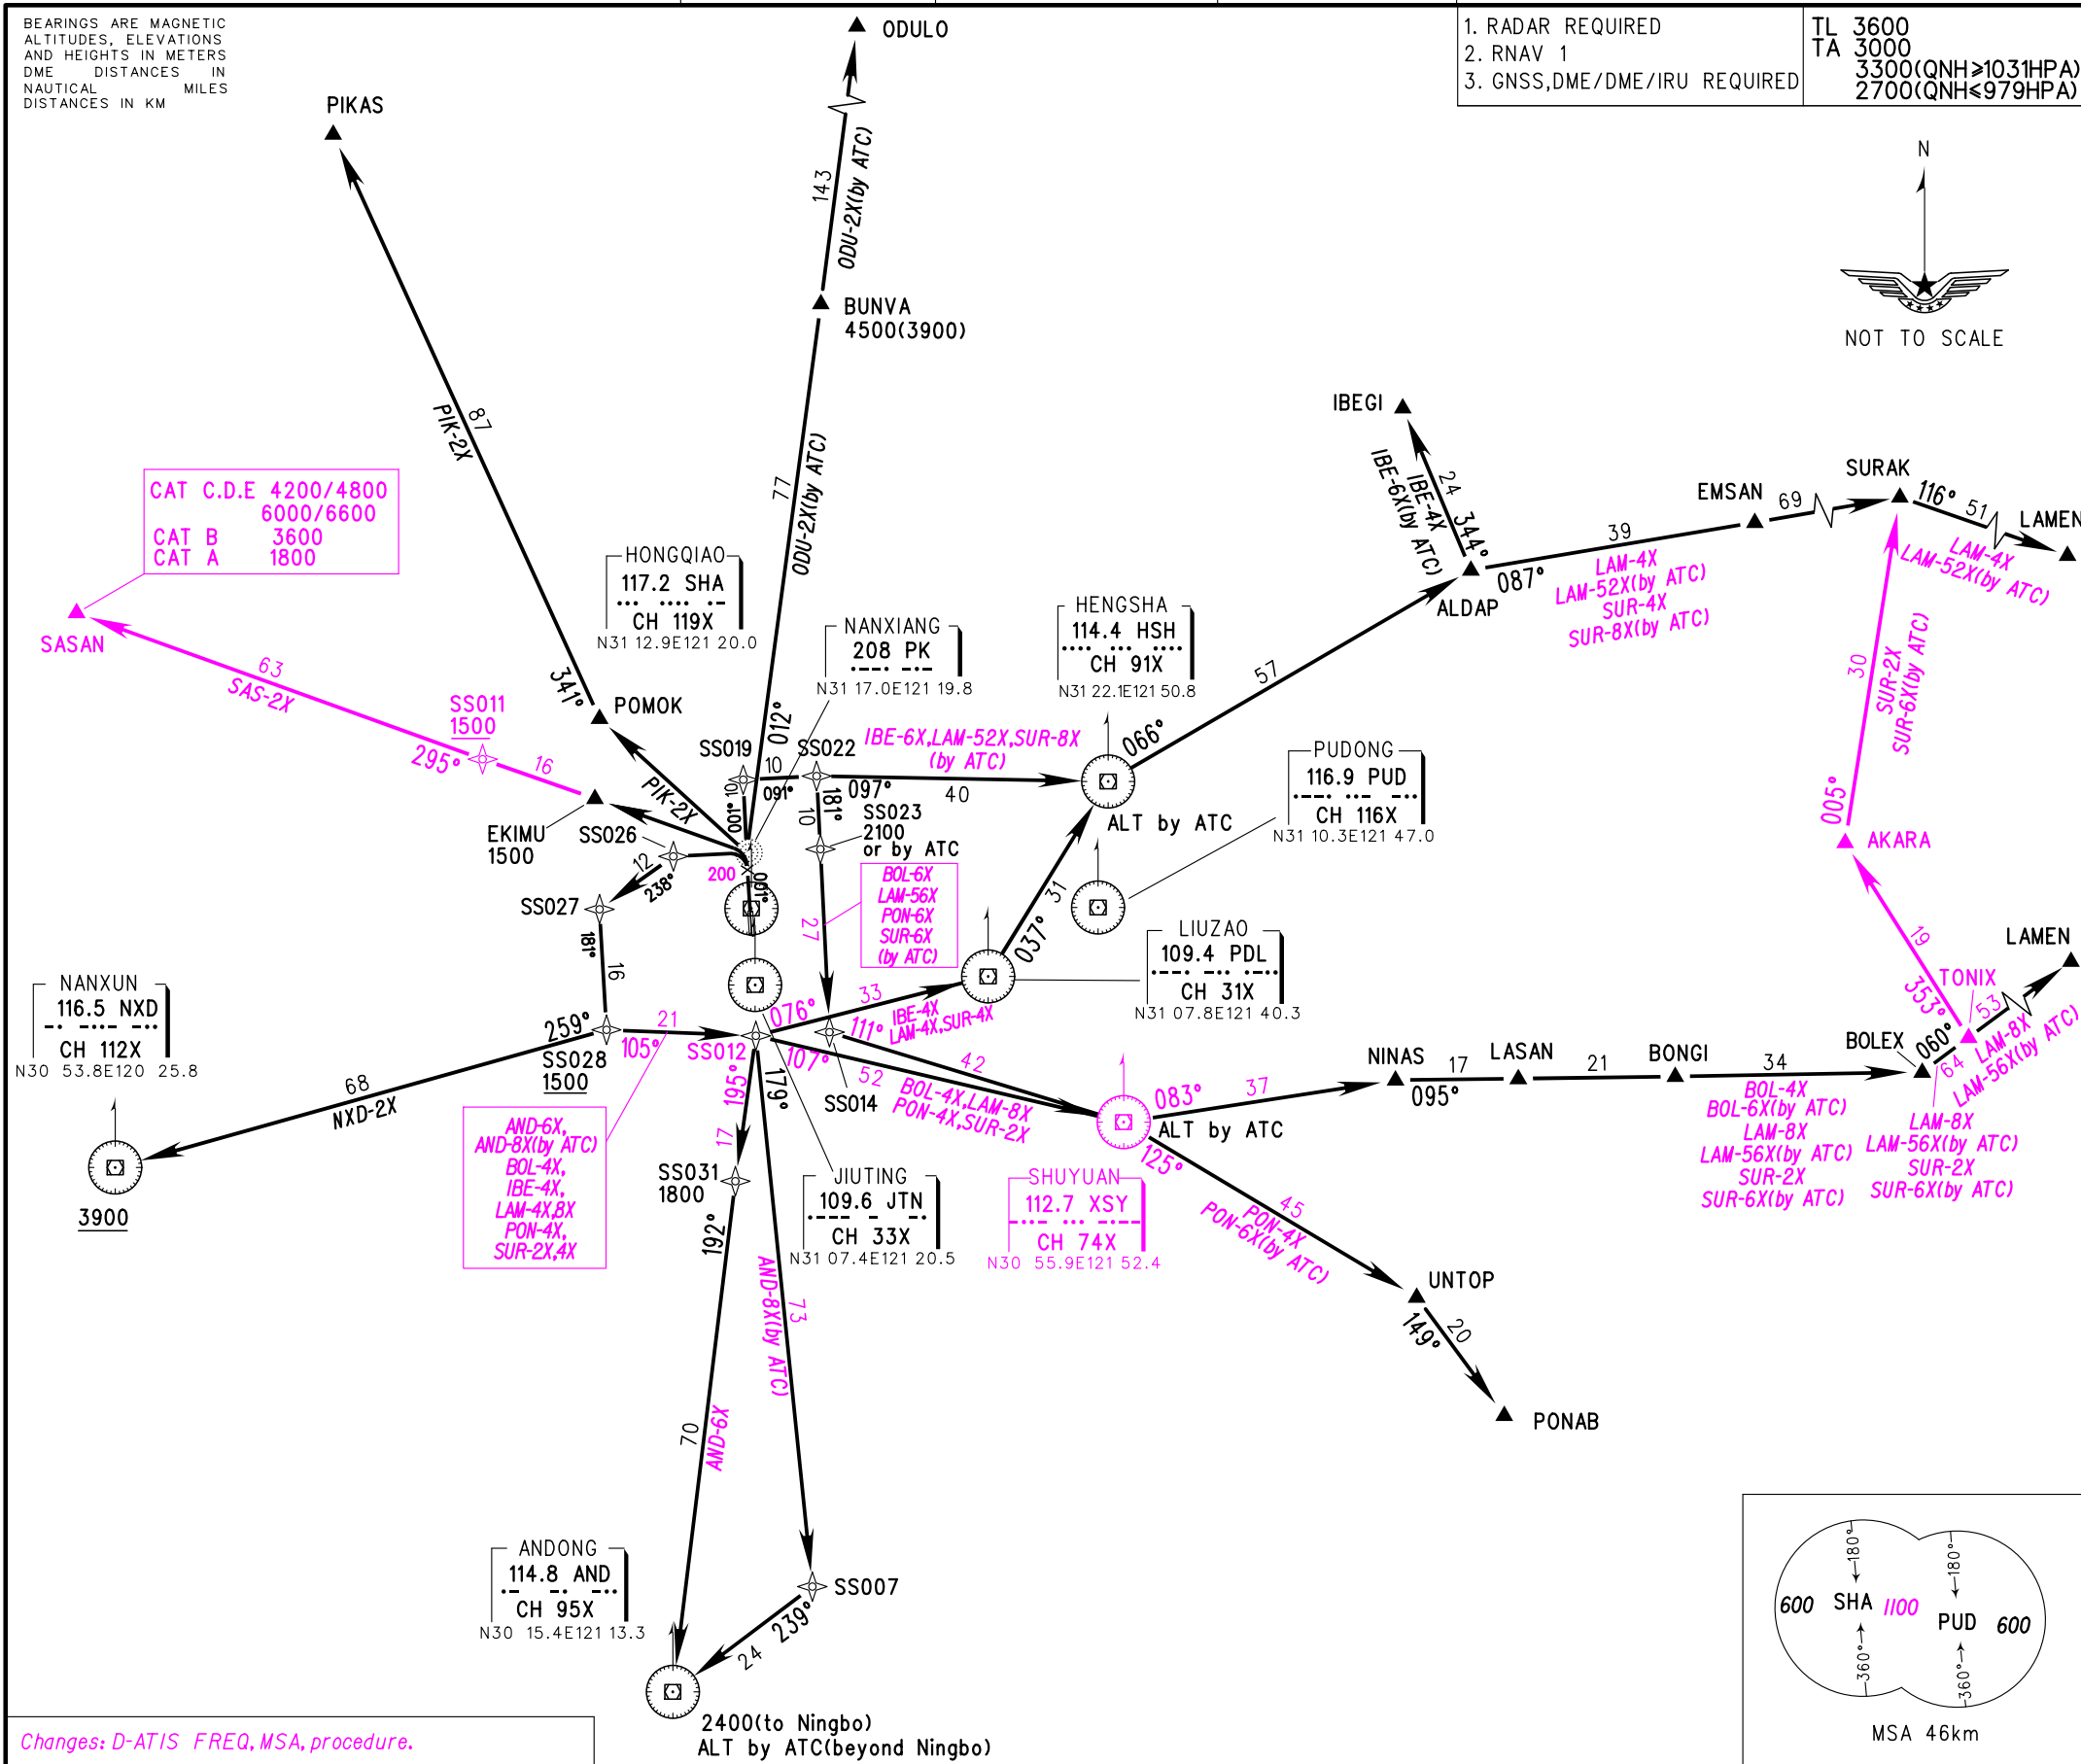 BEARINGS ARE MAGNETIC
ALTITUDES, ELEVATIONS
AND HEIGHTS IN METERS
DME DISTANCES IN
NAUTICAL MILES
DISTANCES IN KM
1. RADAR REQUIRED
2. RNAV 1
3. GNSS,DME/DME/IRU REQUIRED
TL 3600
TA 3000
3300(QNH≥1031HPA)
2700(QNH≤979HPA)
N
NOT TO SCALE
ODULO
143
ODU-2X(by ATC)
BUNVA
4500(3900)
77
ODU-2X(by ATC)
012°
PIKAS
87
PIK-2X
341°
POMOK
PIK-2X
CAT C.D.E 4200/4800
6000/6600
CAT B 3600
CAT A 1800
SASAN
63
SAS-2X
SS011
1500
295°
16
EKIMU
1500
HONGQIAO
117.2 SHA
CH 119X
N31 12.9E121 20.0
NANXIANG
208 PK
N31 17.0E121 19.8
HENGSHA
114.4 HSH
CH 91X
N31 22.1E121 50.8
PUDONG
116.9 PUD
CH 116X
N31 10.3E121 47.0
LIUZAO
109.4 PDL
CH 31X
N31 07.8E121 40.3
IBEGI
24
IBE-4X
IBE-6X(by ATC)
344°
ALDAP
087°
39
LAM-4X
LAM-52X(by ATC)
SUR-4X
SUR-8X(by ATC)
EMSAN
69
SURAK
116°
51
LAMEN
LAM-4X
LAM-52X(by ATC)
57
066°
ALT by ATC
SS019
10
091°
SS022
IBE-6X,LAM-52X,SUR-8X
(by ATC)
097°
40
10
001°
181°
10
SS023
2100
or by ATC
BOL-6X
LAM-56X
PON-6X
SUR-6X
(by ATC)
27
SS026
12
238°
200
001°
SS027
181°
16
31
037°
30
SUR-2X
SUR-6X(by ATC)
005°
AKARA
19
353°
TONIX
LAMEN
53
LAM-8X
LAM-56X(by ATC)
060°
64
BOLEX
LAM-8X
LAM-56X(by ATC)
SUR-2X
SUR-6X(by ATC)
NANXUN
116.5 NXD
CH 112X
N30 53.8E120 25.8
3900
68
NXD-2X
259°
SS028
1500
21
105°
SS012
076°
33
IBE-4X
LAM-4X,SUR-4X
111°
SS014
42
107°
52
BOL-4X,LAM-8X
PON-4X,SUR-2X
083°
37
ALT by ATC
125°
NINAS
17
095°
LASAN
21
BONGI
34
BOL-4X
BOL-6X(by ATC)
LAM-8X
LAM-56X(by ATC)
SUR-2X
SUR-6X(by ATC)
AND-6X,
AND-8X(by ATC)
BOL-4X,
IBE-4X,
LAM-4X,8X
PON-4X,
SUR-2X,4X
195°
179°
17
SS031
1800
192°
JIUTING
109.6 JTN
CH 33X
N31 07.4E121 20.5
SHUYUAN
112.7 XSY
CH 74X
N30 55.9E121 52.4
45
PON-4X
PON-6X(by ATC)
UNTOP
149°
20
PONAB
73
AND-8X(by ATC)
70
AND-6X
ANDONG
114.8 AND
CH 95X
N30 15.4E121 13.3
SS007
239°
24
2400(to Ningbo)
ALT by ATC(beyond Ningbo)
180°
180°
600
SHA
1100
PUD
600
360°
360°
MSA 46km
Changes: D-ATIS FREQ, MSA, procedure.